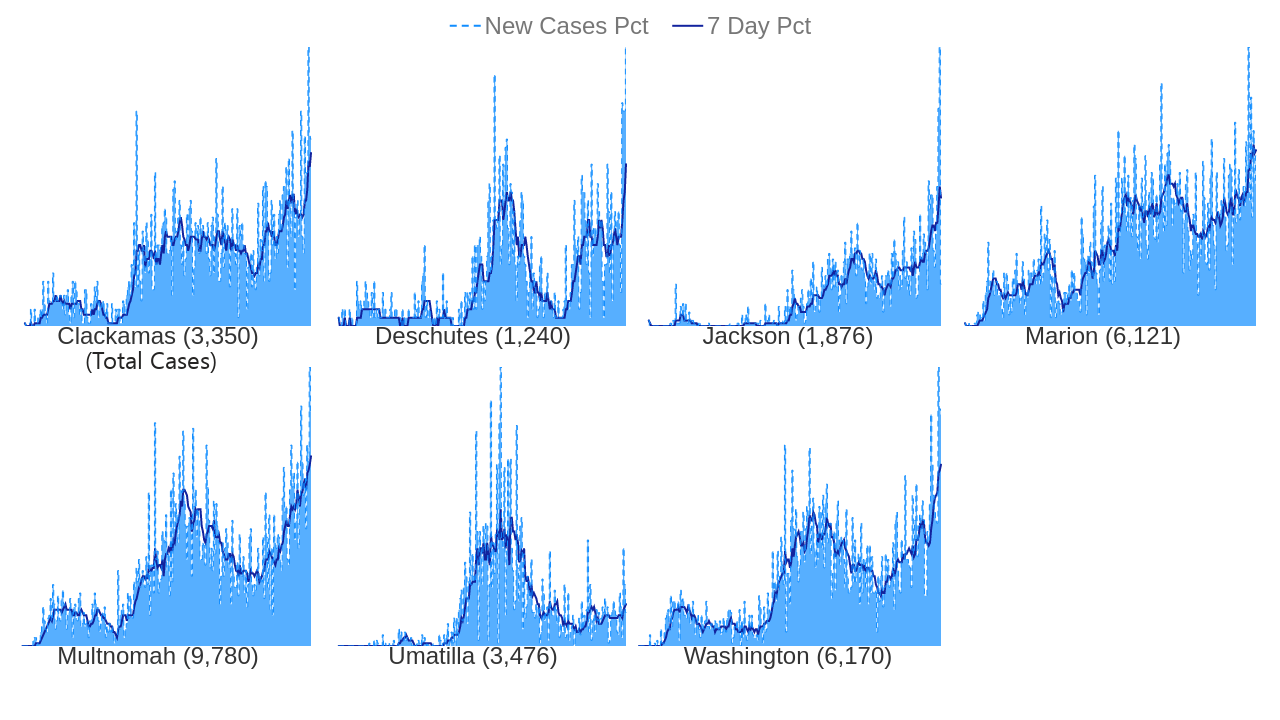 New Cases Pct 7 Day Pct
Clackamas (3,350) Deschutes (1,240) Jackson (1,876) Marion (6,121)
(Total Cases)
Multnomah (9,780) Umatilla (3,476) Washington (6,170)